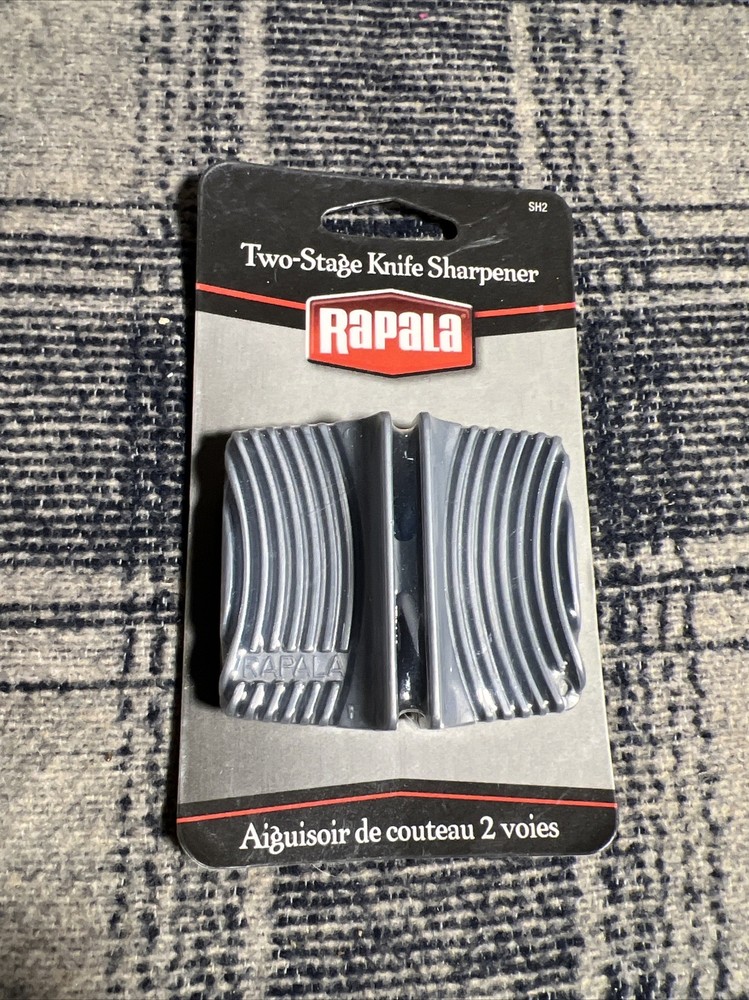 SH2
Two-Stage Knife Sharpener
Rapala
RAPALA
Aiguisoir de couteau 2 voies